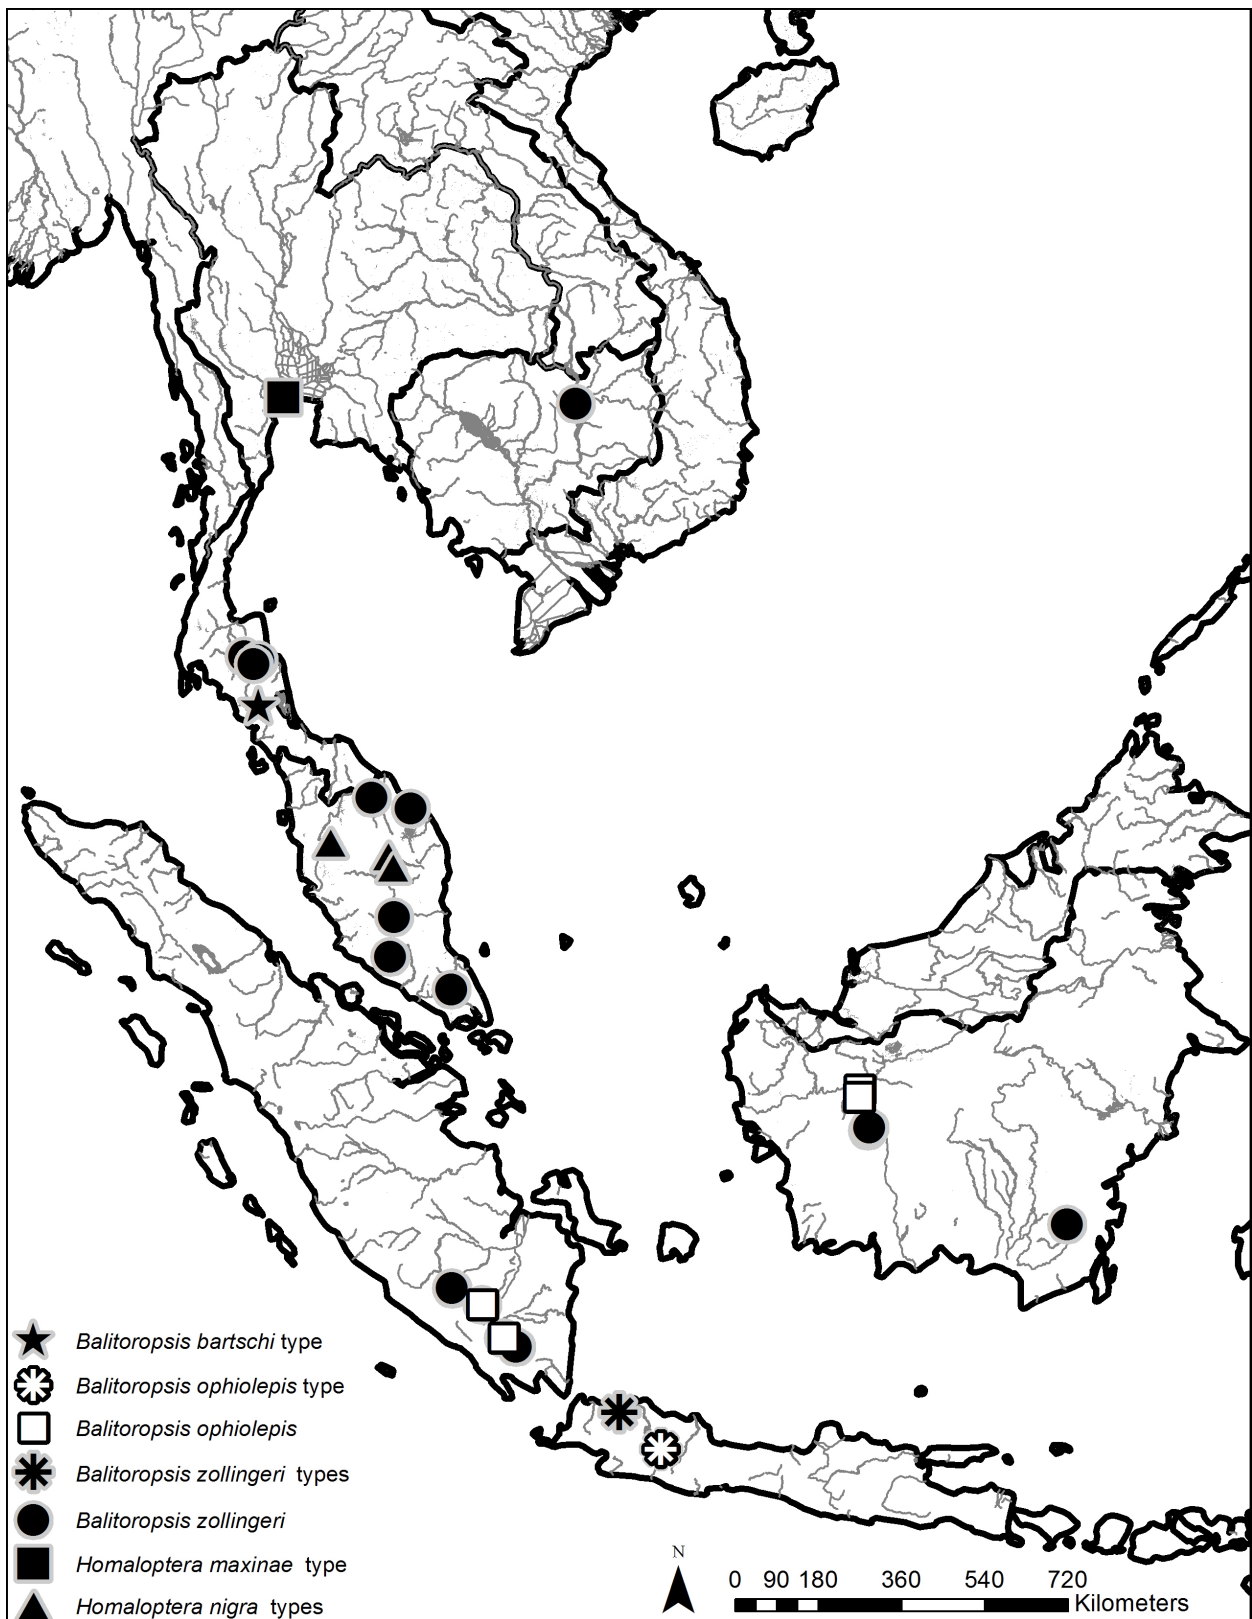 Balitoropsis bartschi type
Balitoropsis ophiolepis type
Balitoropsis ophiolepis
Balitoropsis zollingeri types
Balitoropsis zollingeri
Homaloptera maxinae type
Homaloptera nigra types
N
0 90 180 360 540 720
Kilometers